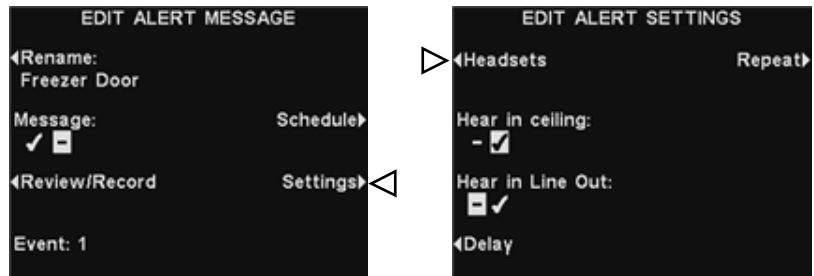 EDIT ALERT MESSAGE
Rename:
Freezer Door
Message:
Schedule
✓ -
Review/Record
Settings
Event: 1
EDIT ALERT SETTINGS
Headsets
Repeat
Hear in ceiling:
- ✓
Hear in Line Out:
- ✓
Delay